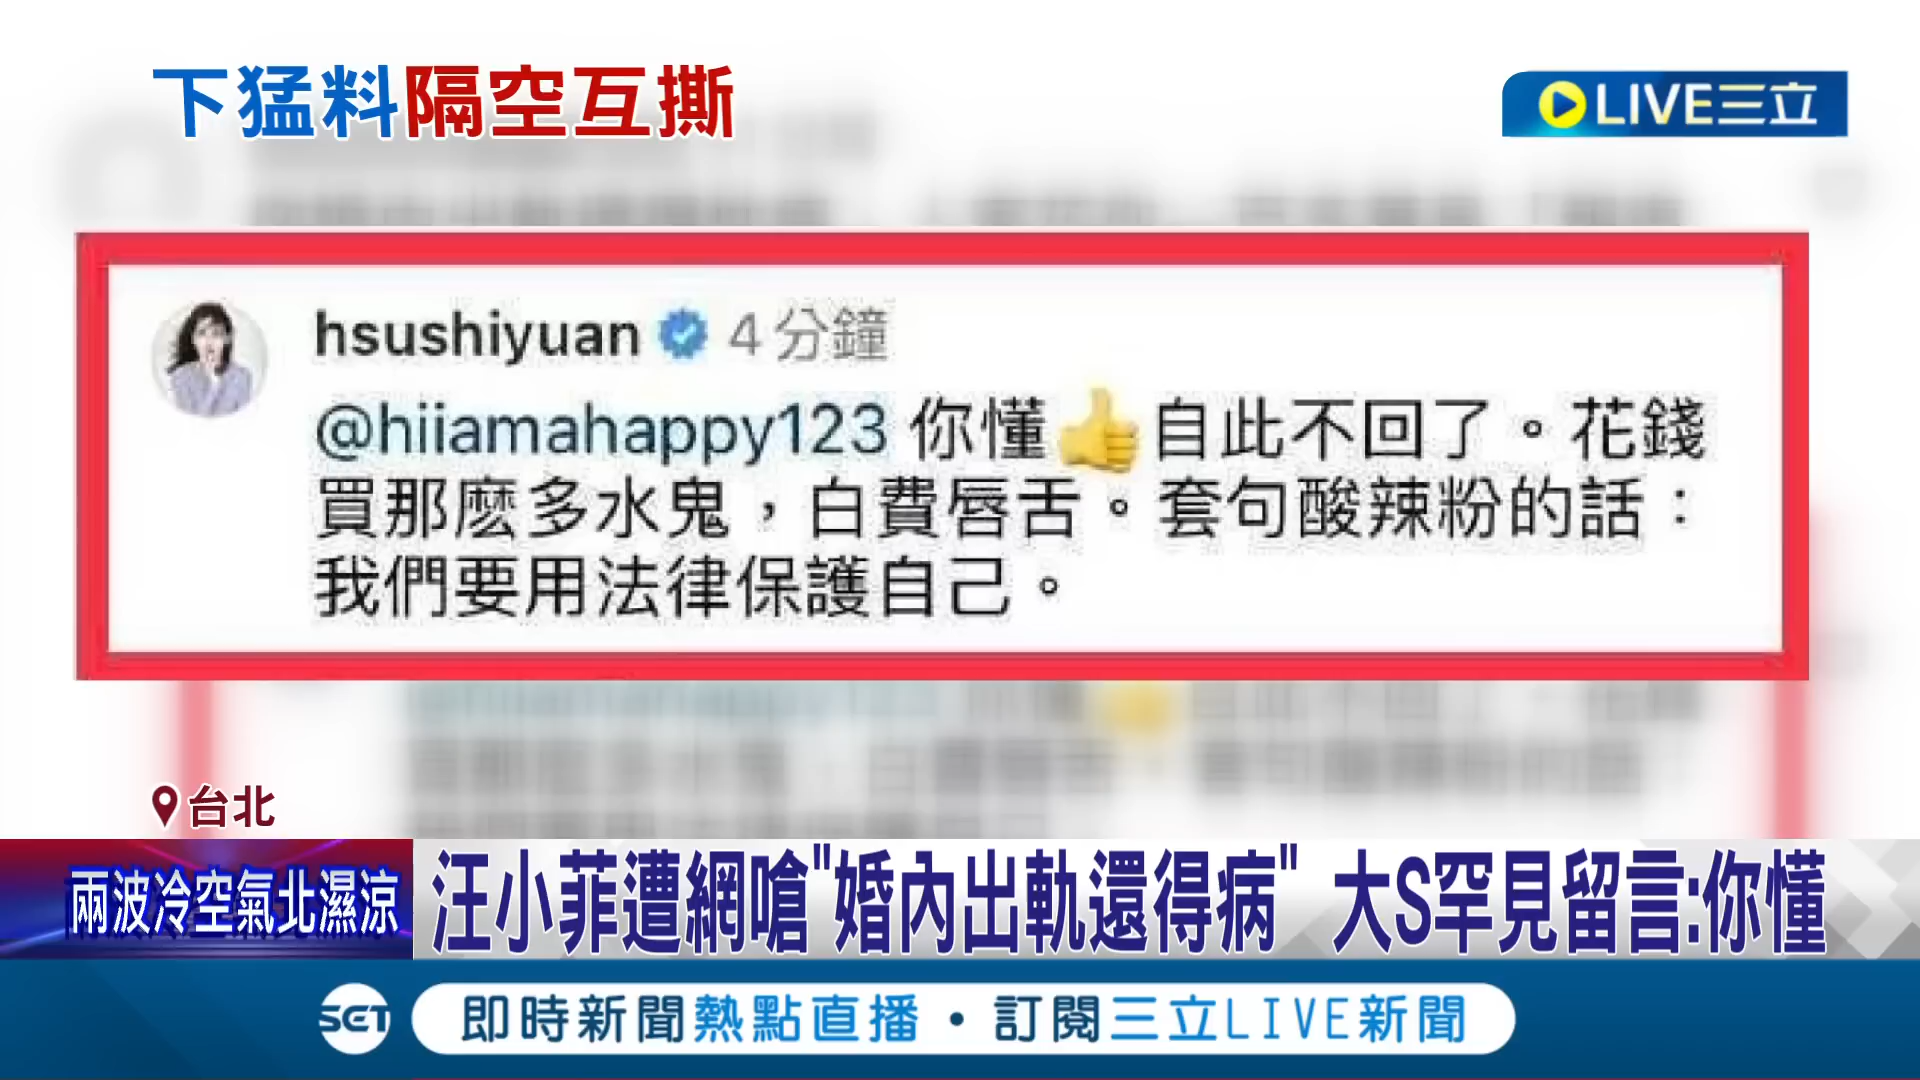 下猛料隔空互撕
LIVE三立
hsushiyuan 4分鐘
@hiiamahappy123 你懂👍自此不回了。花錢
買那麽多水鬼，白費唇舌。套句酸辣粉的話：
我們要用法律保護自己。
台北
兩波冷空氣北濕涼
汪小菲遭網嗆"婚內出軌還得病" 大S罕見留言:你懂
SET 即時新聞熱點直播・訂閱三立LIVE新聞